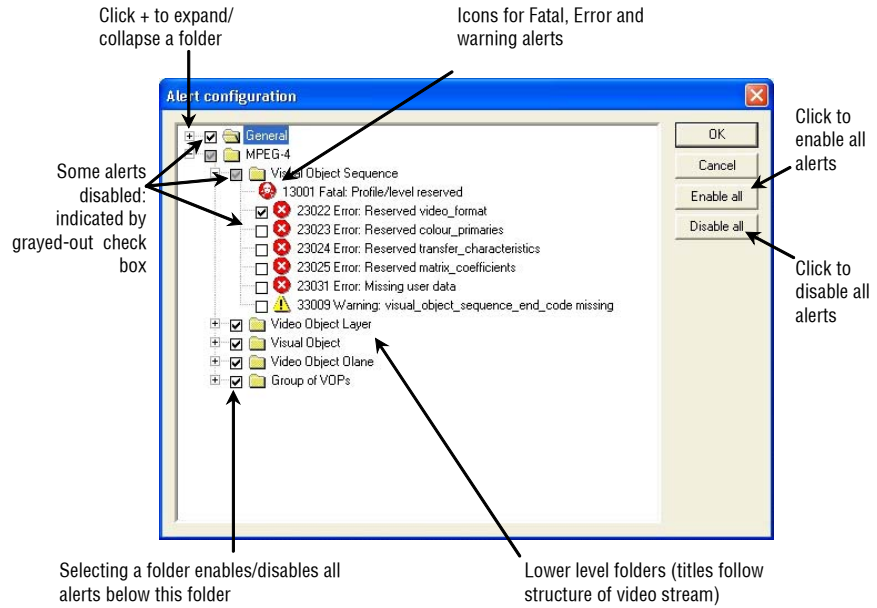 Click + to expand/
collapse a folder
Icons for Fatal, Error and
warning alerts
Alert configuration
General
MPEG-4
Visual Object Sequence
13001 Fatal: Profile/level reserved
23022 Error: Reserved video_format
23023 Error: Reserved colour_primaries
23024 Error: Reserved transfer_characteristics
23025 Error: Reserved matrix_coefficients
23031 Error: Missing user data
33009 Warning: visual_object_sequence_end_code missing
Video Object Layer
Visual Object
Video Object Olane
Group of VOPs
OK
Cancel
Enable all
Disable all
Some alerts
disabled:
indicated by
grayed-out check
box
Click to
enable all
alerts
Click to
disable all
alerts
Selecting a folder enables/disables all
alerts below this folder
Lower level folders (titles follow
structure of video stream)